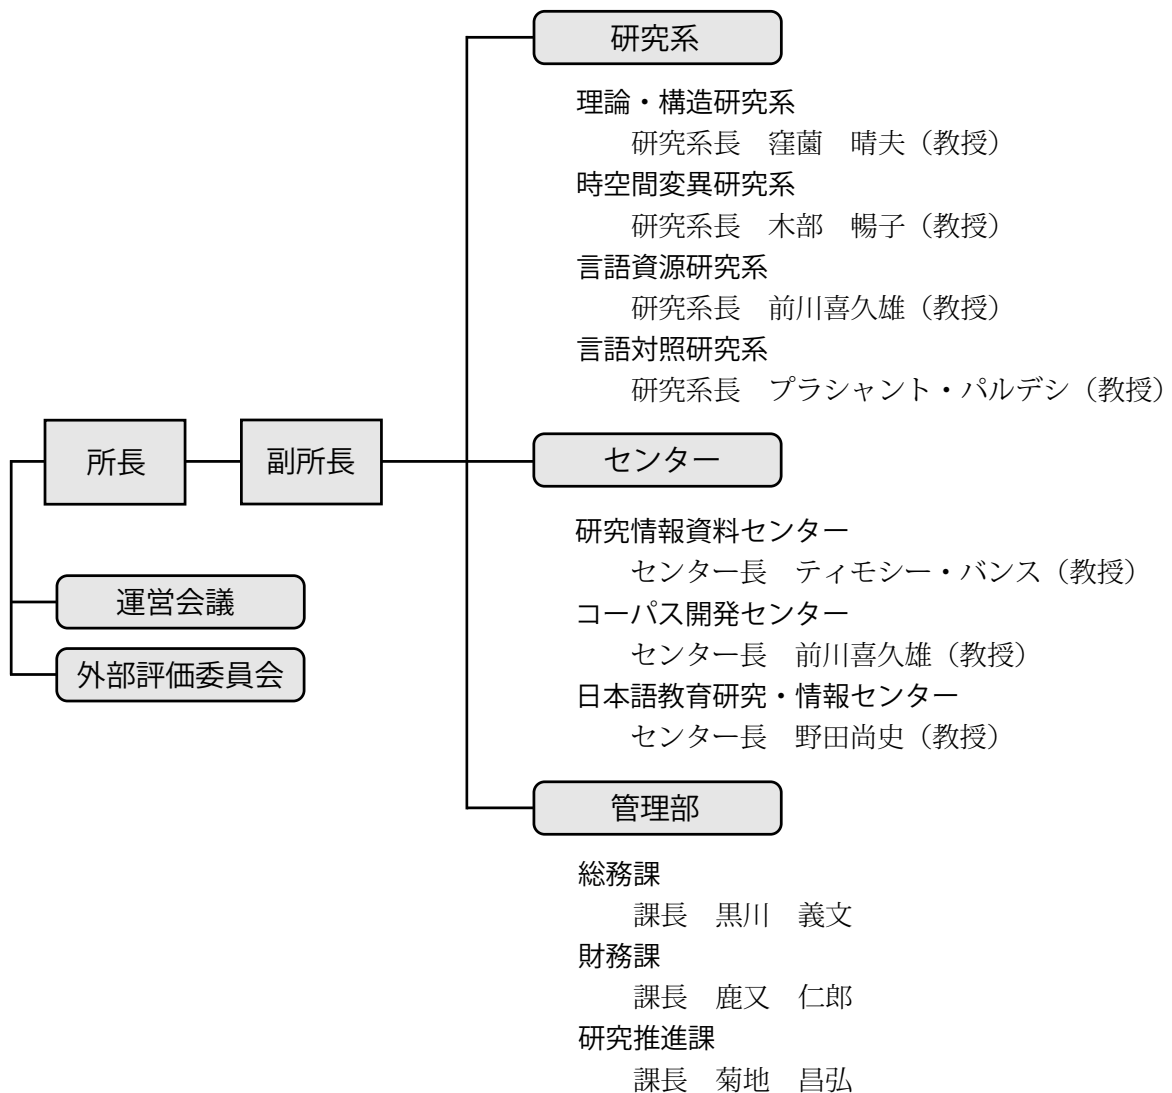 研究系
理論・構造研究系
研究系長　窪薗　晴夫（教授）
時空間変異研究系
研究系長　木部　暢子（教授）
言語資源研究系
研究系長　前川喜久雄（教授）
言語対照研究系
研究系長　プラシャント・パルデシ（教授）
所長
副所長
センター
運営会議
外部評価委員会
研究情報資料センター
センター長　ティモシー・バンス（教授）
コーパス開発センター
センター長　前川喜久雄（教授）
日本語教育研究・情報センター
センター長　野田尚史（教授）
管理部
総務課
課長　黒川　義文
財務課
課長　鹿又　仁郎
研究推進課
課長　菊地　昌弘